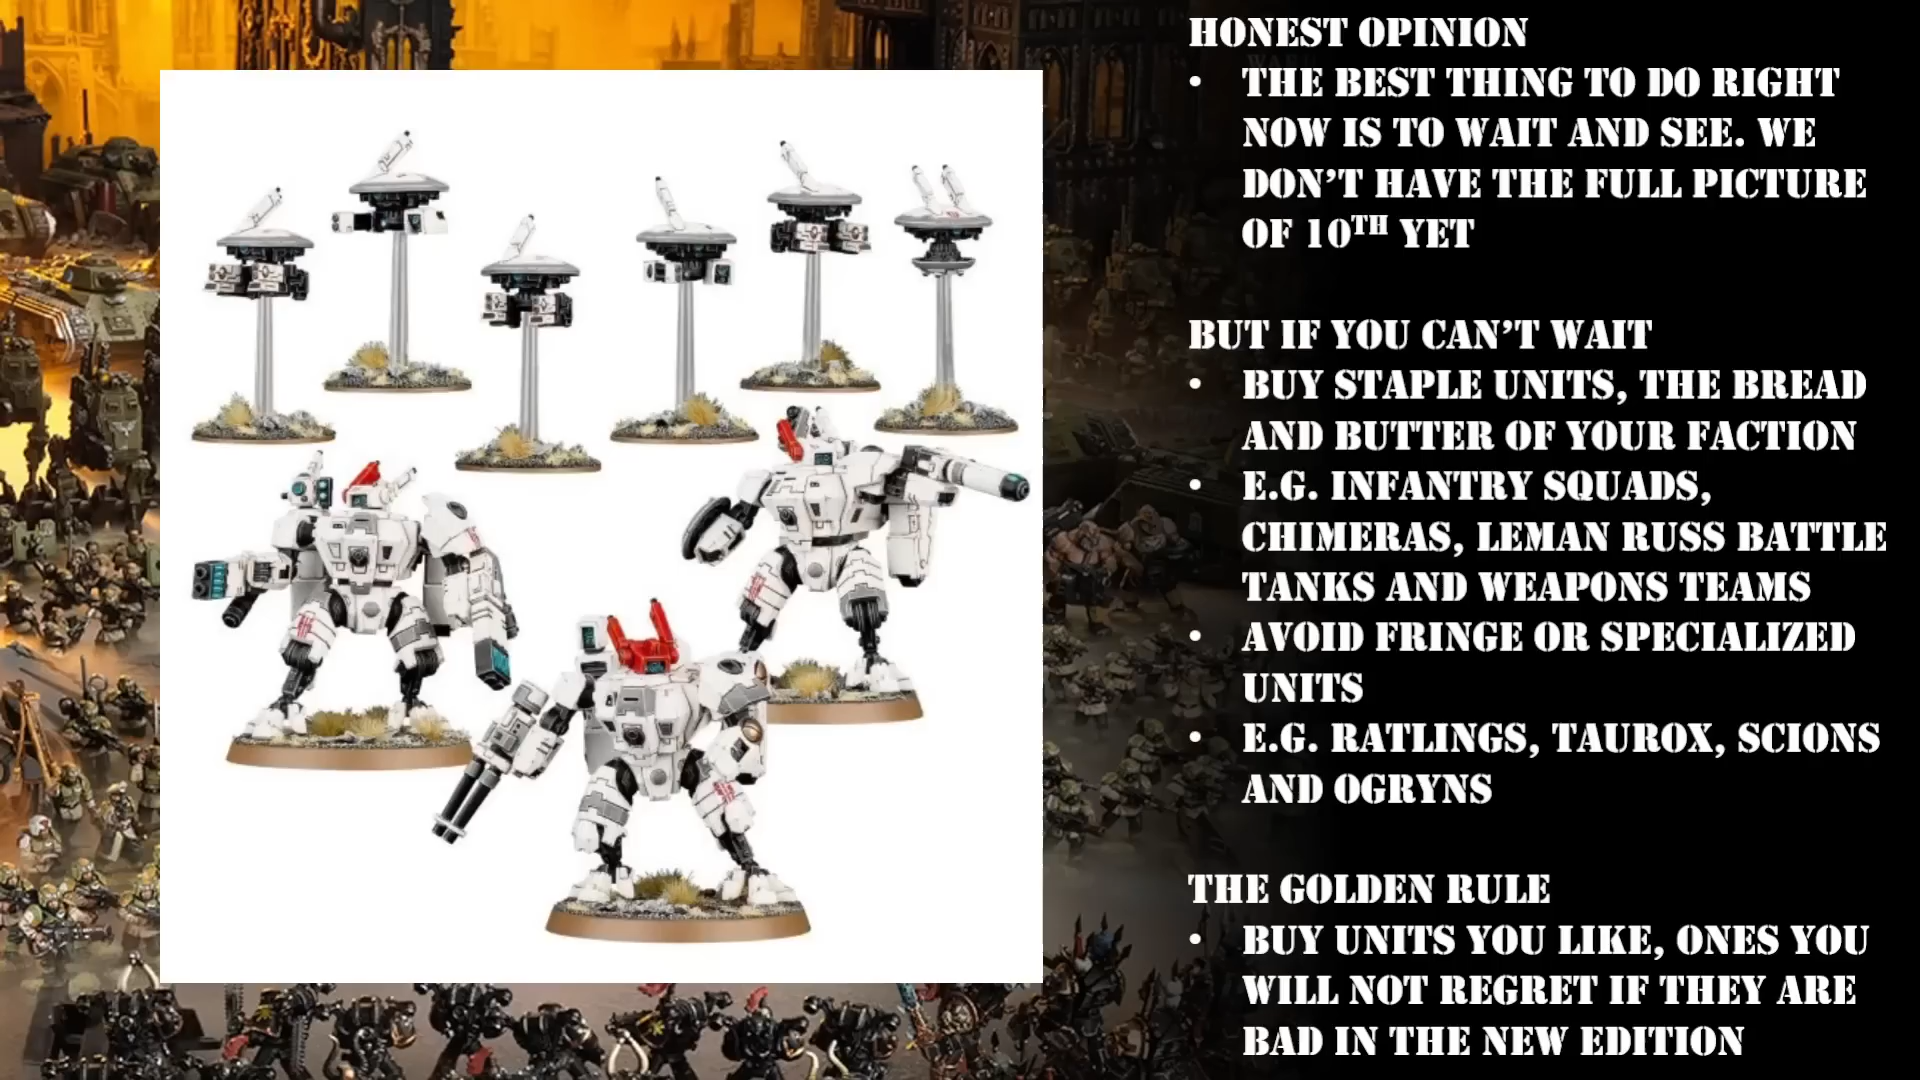 HONEST OPINION
• THE BEST THING TO DO RIGHT
NOW IS TO WAIT AND SEE. WE
DON'T HAVE THE FULL PICTURE
OF 10TH YET
BUT IF YOU CAN'T WAIT
• BUY STAPLE UNITS, THE BREAD
AND BUTTER OF YOUR FACTION
• E.G. INFANTRY SQUADS,
CHIMERAS, LEMAN RUSS BATTLE
TANKS AND WEAPONS TEAMS
• AVOID FRINGE OR SPECIALIZED
UNITS
• E.G. RATLINGS, TAUROX, SCIONS
AND OGRYNS
THE GOLDEN RULE
• BUY UNITS YOU LIKE, ONES YOU
WILL NOT REGRET IF THEY ARE
BAD IN THE NEW EDITION